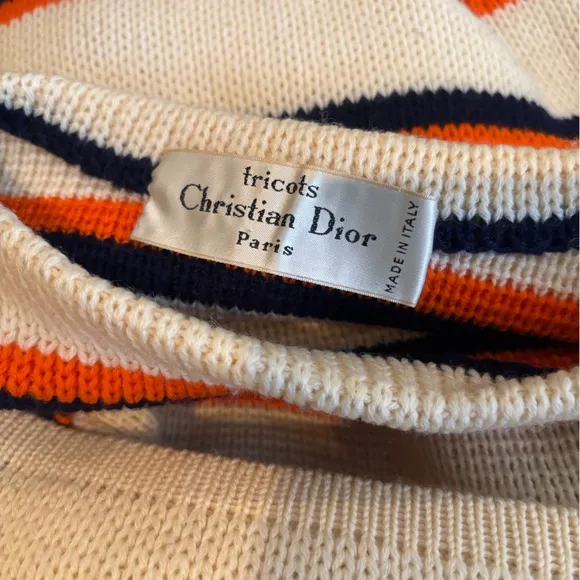 tricots
Christian Dior
Paris
MADE IN ITALY